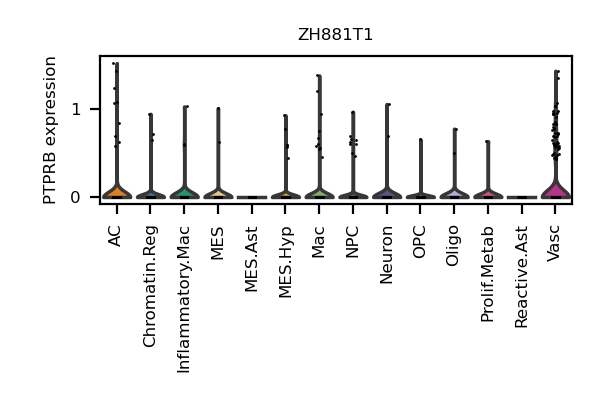 ZH881T1
PTPRB expression
1
0
AC
Chromatin.Reg
Inflammatory.Mac
MES
MES.Ast
MES.Hyp
Mac
NPC
Neuron
OPC
Oligo
Prolif.Metab
Reactive.Ast
Vasc